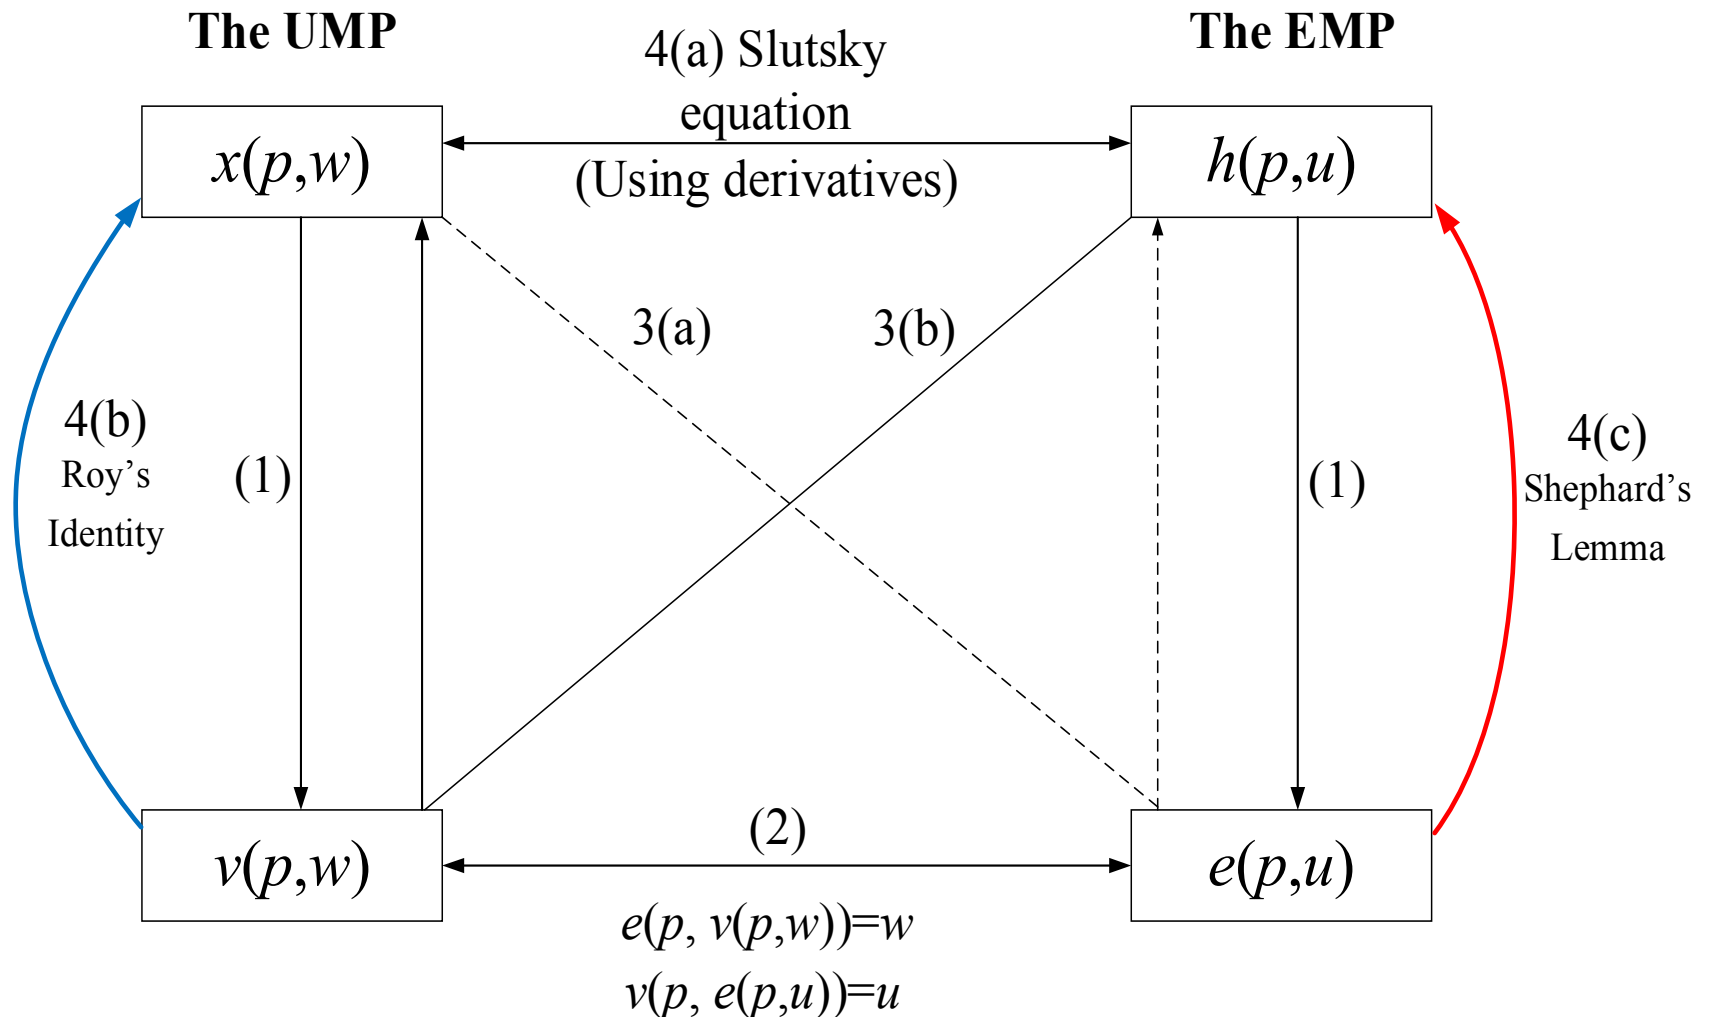 The UMP
The EMP
4(a) Slutsky
equation
(Using derivatives)
x(p,w)
h(p,u)
3(a)
3(b)
4(b)
Roy’s
Identity
(1)
(1)
4(c)
Shephard’s
Lemma
(2)
v(p,w)
e(p,u)
e(p, v(p,w))=w
v(p, e(p,u))=u